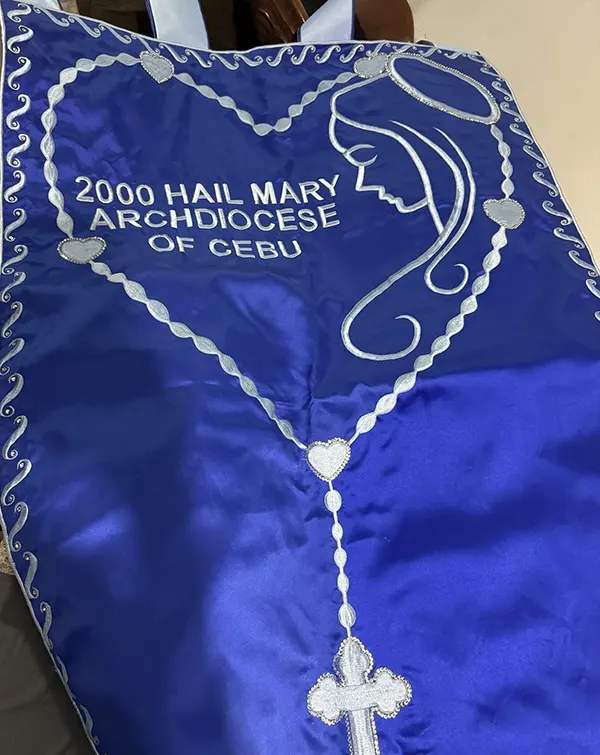 2000 HAIL MARY
ARCHDIOCESE
OF CEBU